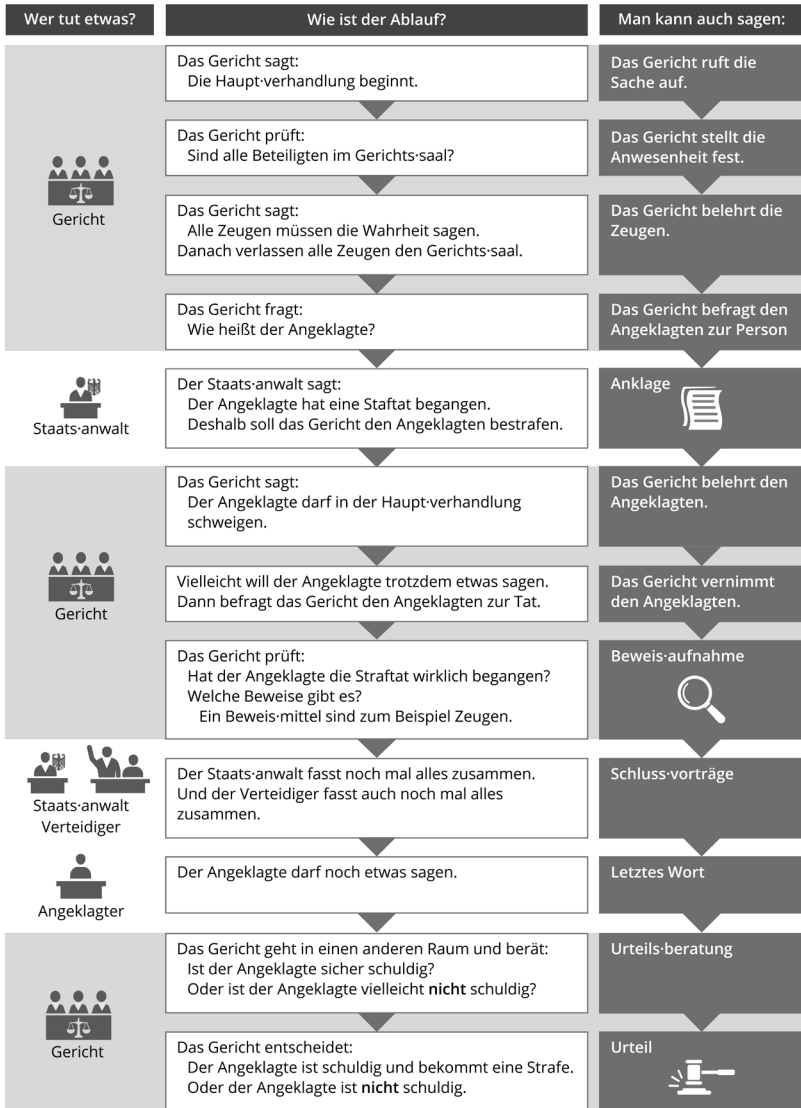 Wer tut etwas?
Wie ist der Ablauf?
Man kann auch sagen:
Gericht
Das Gericht sagt:
Die Haupt·verhandlung beginnt.
Das Gericht ruft die
Sache auf.
Das Gericht prüft:
Sind alle Beteiligten im Gerichts·saal?
Das Gericht stellt die
Anwesenheit fest.
Das Gericht sagt:
Alle Zeugen müssen die Wahrheit sagen.
Danach verlassen alle Zeugen den Gerichts·saal.
Das Gericht belehrt die
Zeugen.
Das Gericht fragt:
Wie heißt der Angeklagte?
Das Gericht befragt den
Angeklagten zur Person
Staats·anwalt
Der Staats·anwalt sagt:
Der Angeklagte hat eine Staftat begangen.
Deshalb soll das Gericht den Angeklagten bestrafen.
Anklage
Gericht
Das Gericht sagt:
Der Angeklagte darf in der Haupt·verhandlung
schweigen.
Das Gericht belehrt den
Angeklagten.
Vielleicht will der Angeklagte trotzdem etwas sagen.
Dann befragt das Gericht den Angeklagten zur Tat.
Das Gericht vernimmt
den Angeklagten.
Das Gericht prüft:
Hat der Angeklagte die Straftat wirklich begangen?
Welche Beweise gibt es?
Ein Beweis·mittel sind zum Beispiel Zeugen.
Beweis·aufnahme
Staats·anwalt
Verteidiger
Der Staats·anwalt fasst noch mal alles zusammen.
Und der Verteidiger fasst auch noch mal alles
zusammen.
Schluss·vorträge
Angeklagter
Der Angeklagte darf noch etwas sagen.
Letztes Wort
Gericht
Das Gericht geht in einen anderen Raum und berät:
Ist der Angeklagte sicher schuldig?
Oder ist der Angeklagte vielleicht nicht schuldig?
Urteils·beratung
Das Gericht entscheidet:
Der Angeklagte ist schuldig und bekommt eine Strafe.
Oder der Angeklagte ist nicht schuldig.
Urteil